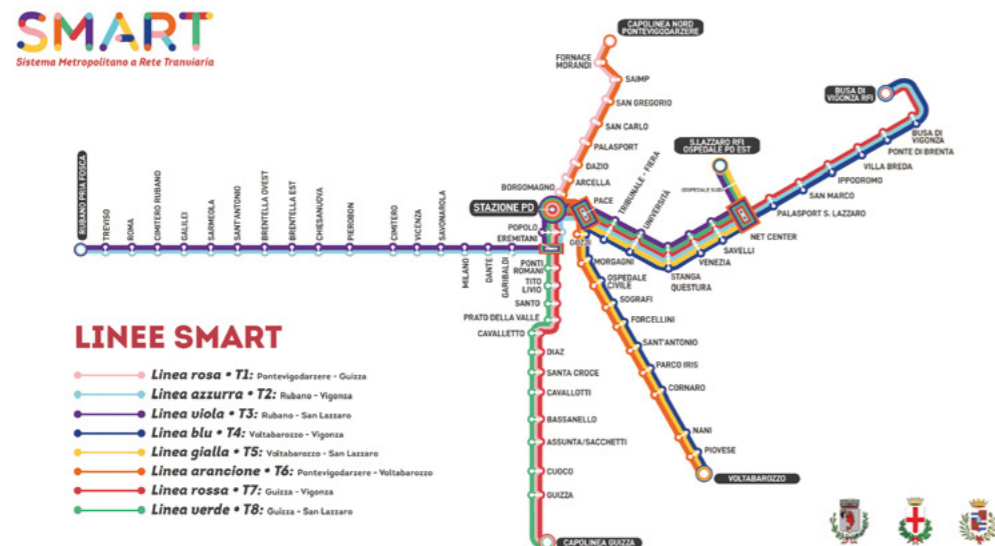 SMART
Sistema Metropolitano a Rete Tranviaria
CAPOLINEA NORD
PONTEVIGODARZERE
FORNACE
MORANDI
SAIMP
SAN GREGORIO
SAN CARLO
PALASPORT
DAZIO
ARCELLA
BORGOMAGNO
STAZIONE PD
PACE
TRIBUNALE - FIERA
UNIVERSITÀ
S.LAZZARO RFI
OSPEDALE PD EST
(OSPEDALE SUD)
BUSA DI
VIGONZA RFI
BUSA DI
VIGONZA
PONTE DI BRENTA
VILLA BREDA
IPPODROMO
SAN MARCO
PALASPORT S. LAZZARO
NET CENTER
SAVELLI
VENEZIA
STANGA
QUESTURA
RUBANO PRIA FOSCA
TREVISO
ROMA
CIMITERO RUBANO
GALILEI
SARMEOLA
SANT'ANTONIO
BRENTELLA OVEST
BRENTELLA EST
CHIESANUOVA
PIEROBON
CIMITERO
VICENZA
SAVONAROLA
MILANO
DANTE
GARIBALDI
POPOLO
EREMITANI
PONTI
ROMANI
TITO
LIVIO
SANTO
PRATO DELLA VALLE
CAVALLETTO
DIAZ
SANTA CROCE
CAVALLOTTI
BASSANELLO
ASSUNTA/SACCHETTI
CUOCO
GUIZZA
CAPOLINEA GUIZZA
GOZZI
MORGAGNI
OSPEDALE
CIVILE
SOGRAFI
FORCELLINI
SANT'ANTONIO
PARCO IRIS
CORNARO
NANI
PIOVESE
VOLTABAROZZO
LINEE SMART
Linea rosa • T1: Pontevigodarzere - Guizza
Linea azzurra • T2: Rubano - Vigonza
Linea viola • T3: Rubano - San Lazzaro
Linea blu • T4: Voltabarozzo - Vigonza
Linea gialla • T5: Voltabarozzo - San Lazzaro
Linea arancione • T6: Pontevigodarzere - Voltabarozzo
Linea rossa • T7: Guizza - Vigonza
Linea verde • T8: Guizza - San Lazzaro